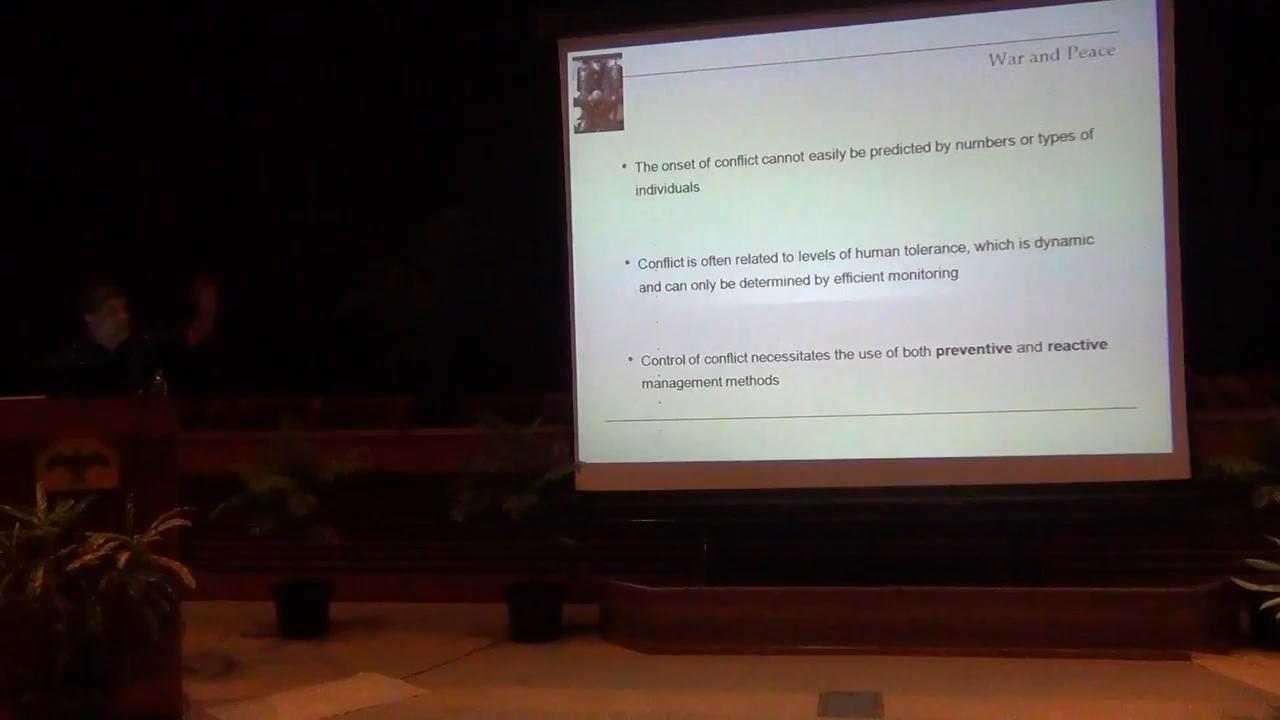 War and Peace
• The onset of conflict cannot easily be predicted by numbers or types of
individuals
• Conflict is often related to levels of human tolerance, which is dynamic
and can only be determined by efficient monitoring
• Control of conflict necessitates the use of both preventive and reactive
management methods